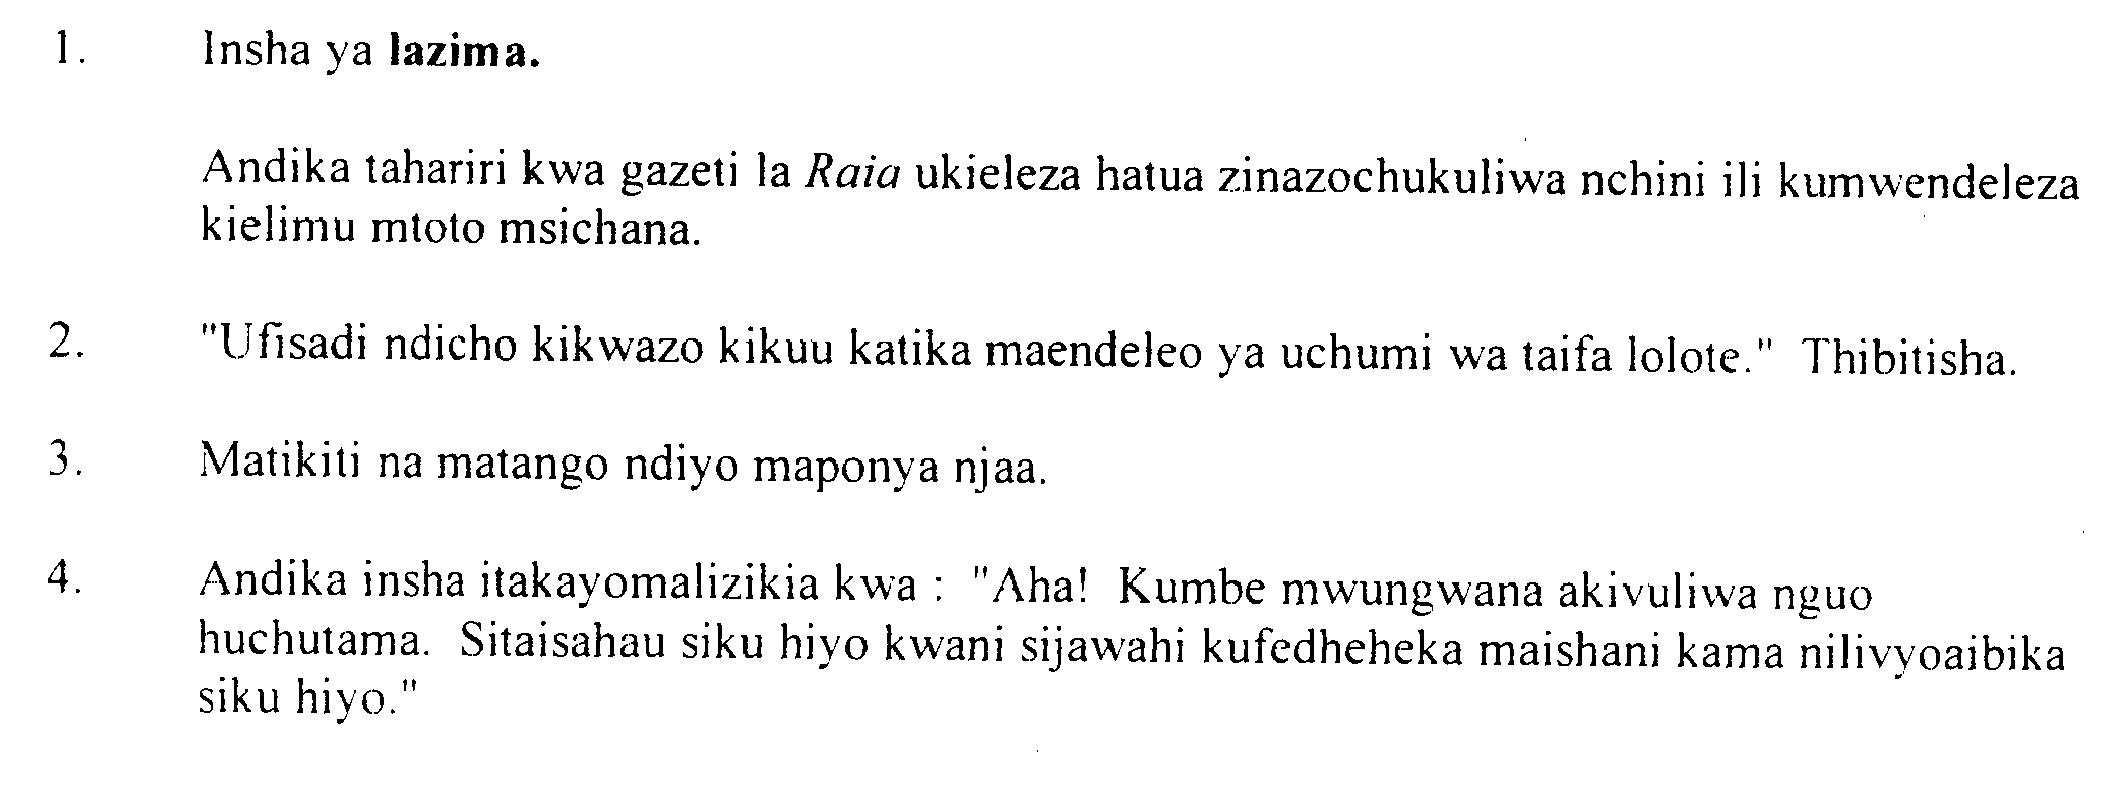 1. Insha ya lazima.
Andika tahariri kwa gazeti la Raia ukieleza hatua zinazochukuliwa nchini ili kumwendeleza
kielimu mtoto msichana.
2. "Ufisadi ndicho kikwazo kikuu katika maendeleo ya uchumi wa taifa lolote." Thibitisha.
3. Matikiti na matango ndiyo maponya njaa.
4. Andika insha itakayomalizikia kwa : "Aha! Kumbe mwungwana akivuliwa nguo
huchutama. Sitaisahau siku hiyo kwani sijawahi kufedheheka maishani kama nilivyoaibika
siku hiyo."